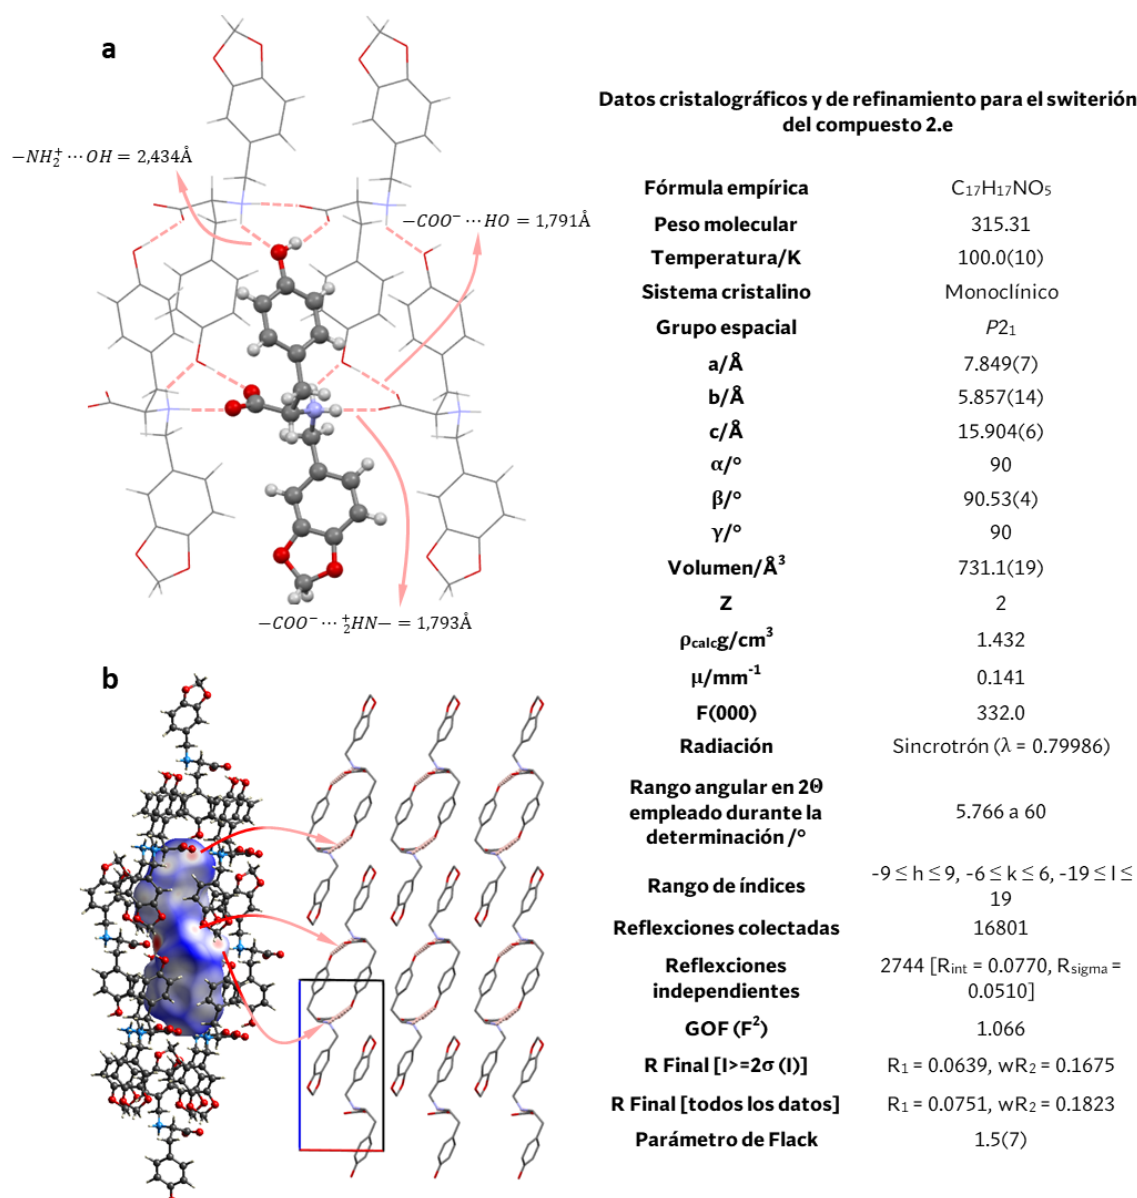 a
−NH₂⁺ ⋯ OH = 2,434Å
−COO⁻ ⋯ HO = 1,791Å
−COO⁻ ⋯ ⁺₂HN− = 1,793Å
b
Datos cristalográficos y de refinamiento para el switerión
del compuesto 2.e
Fórmula empírica C₁₇H₁₇NO₅
Peso molecular 315.31
Temperatura/K 100.0(10)
Sistema cristalino Monoclínico
Grupo espacial P2₁
a/Å 7.849(7)
b/Å 5.857(14)
c/Å 15.904(6)
α/° 90
β/° 90.53(4)
γ/° 90
Volumen/Å³ 731.1(19)
Z 2
ρcalcg/cm³ 1.432
μ/mm⁻¹ 0.141
F(000) 332.0
Radiación Sincrotrón (λ = 0.79986)
Rango angular en 2Θ
empleado durante la
determinación /°
5.766 a 60
Rango de índices
-9 ≤ h ≤ 9, -6 ≤ k ≤ 6, -19 ≤ l ≤
19
Reflexiones colectadas 16801
Reflexciones
independientes
2744 [Rint = 0.0770, Rsigma =
0.0510]
GOF (F²) 1.066
R Final [I>=2σ (I)] R₁ = 0.0639, wR₂ = 0.1675
R Final [todos los datos] R₁ = 0.0751, wR₂ = 0.1823
Parámetro de Flack 1.5(7)